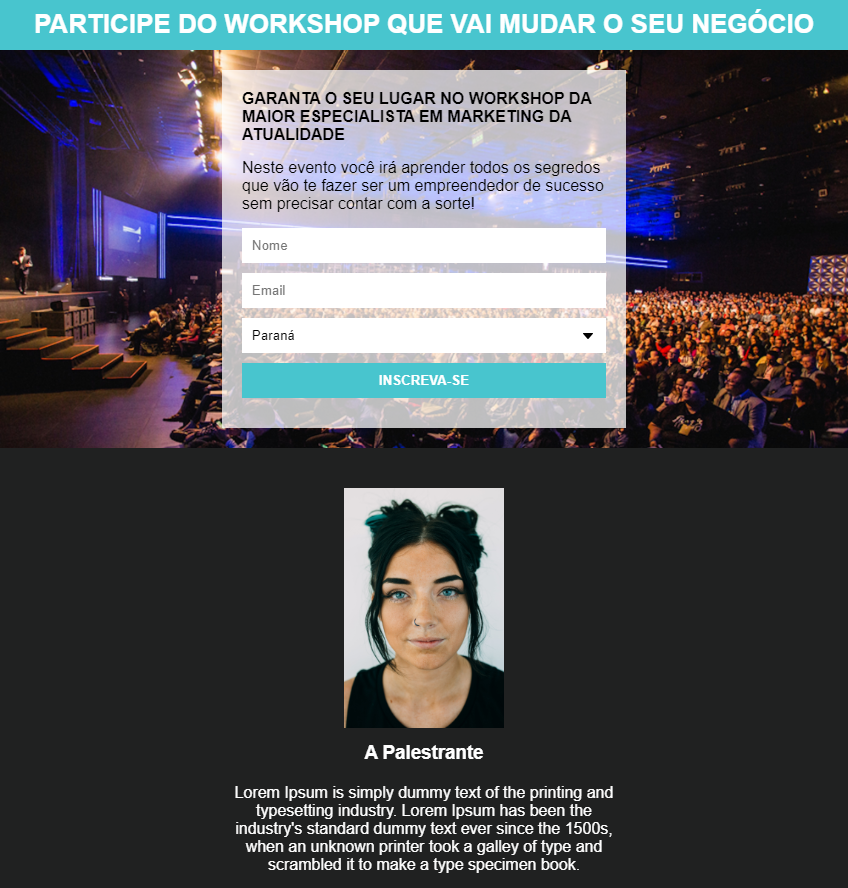 PARTICIPE DO WORKSHOP QUE VAI MUDAR O SEU NEGÓCIO
GARANTA O SEU LUGAR NO WORKSHOP DA
MAIOR ESPECIALISTA EM MARKETING DA
ATUALIDADE
Neste evento você irá aprender todos os segredos
que vão te fazer ser um empreendedor de sucesso
sem precisar contar com a sorte!
Nome
Email
Paraná
INSCREVA-SE
A Palestrante
Lorem Ipsum is simply dummy text of the printing and
typesetting industry. Lorem Ipsum has been the
industry's standard dummy text ever since the 1500s,
when an unknown printer took a galley of type and
scrambled it to make a type specimen book.